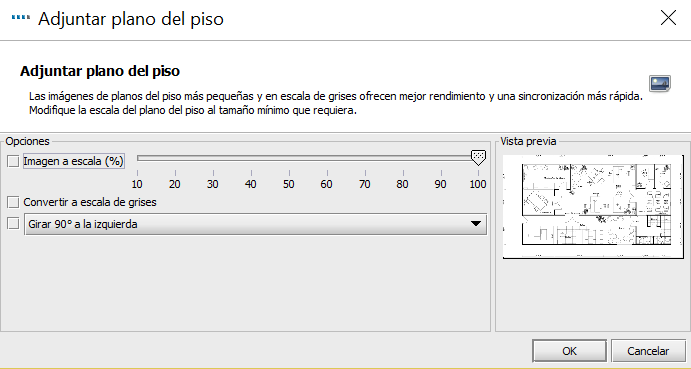 Adjuntar plano del piso
Adjuntar plano del piso
Las imágenes de planos del piso más pequeñas y en escala de grises ofrecen mejor rendimiento y una sincronización más rápida.
Modifique la escala del plano del piso al tamaño mínimo que requiera.
Opciones
Imagen a escala (%)
10 20 30 40 50 60 70 80 90 100
Convertir a escala de grises
Girar 90° a la izquierda
Vista previa
OK Cancelar